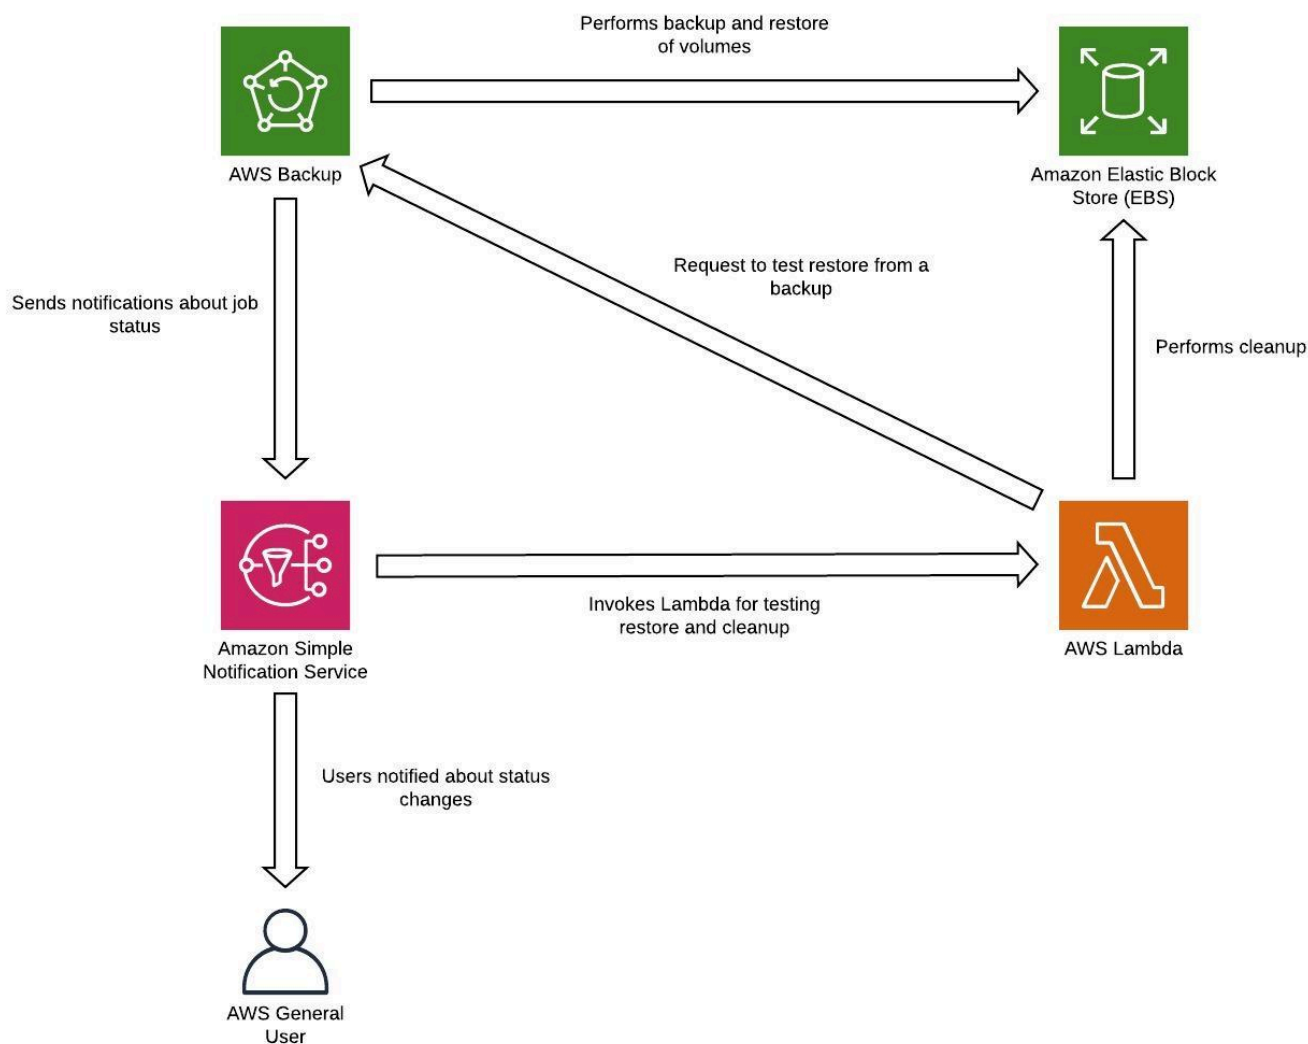 Performs backup and restore
of volumes
AWS Backup
Amazon Elastic Block
Store (EBS)
Request to test restore from a
backup
Sends notifications about job
status
Performs cleanup
Invokes Lambda for testing
restore and cleanup
Amazon Simple
Notification Service
AWS Lambda
Users notified about status
changes
AWS General
User